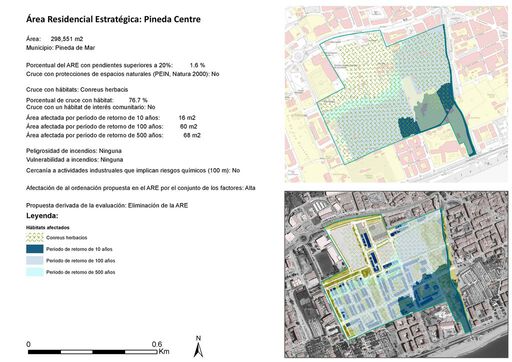 Área Residencial Estratégica: Pineda Centre
Área: 298,551 m2
Municipio: Pineda de Mar
Porcentual del ARE con pendientes superiores a 20%: 1.6 %
Cruce con protecciones de espacios naturales (PEIN, Natura 2000): No
Cruce con hábitats: Conreus herbacis
Porcentual de cruce con hábitat: 76.7 %
Cruce con un hábitat de interés comunitario: No
Área afectada por período de retorno de 10 años: 16 m2
Área afectada por período de retorno de 100 años: 60 m2
Área afectada por período de retorno de 500 años: 68 m2
Peligrosidad de incendios: Ninguna
Vulnerabilidad a incendios: Ninguna
Cercanía a actividades industruales que implican riesgos químicos (100 m): No
Afectación de al ordenación propuesta en el ARE por el conjunto de los factores: Alta
Propuesta derivada de la evaluación: Eliminación de la ARE
Leyenda:
Hábitats afectados
Conreus herbacios
Periodo de retorno de 10 años
Periodo de retorno de 100 años
Periodo de retorno de 500 años
0 0.6
Km
N